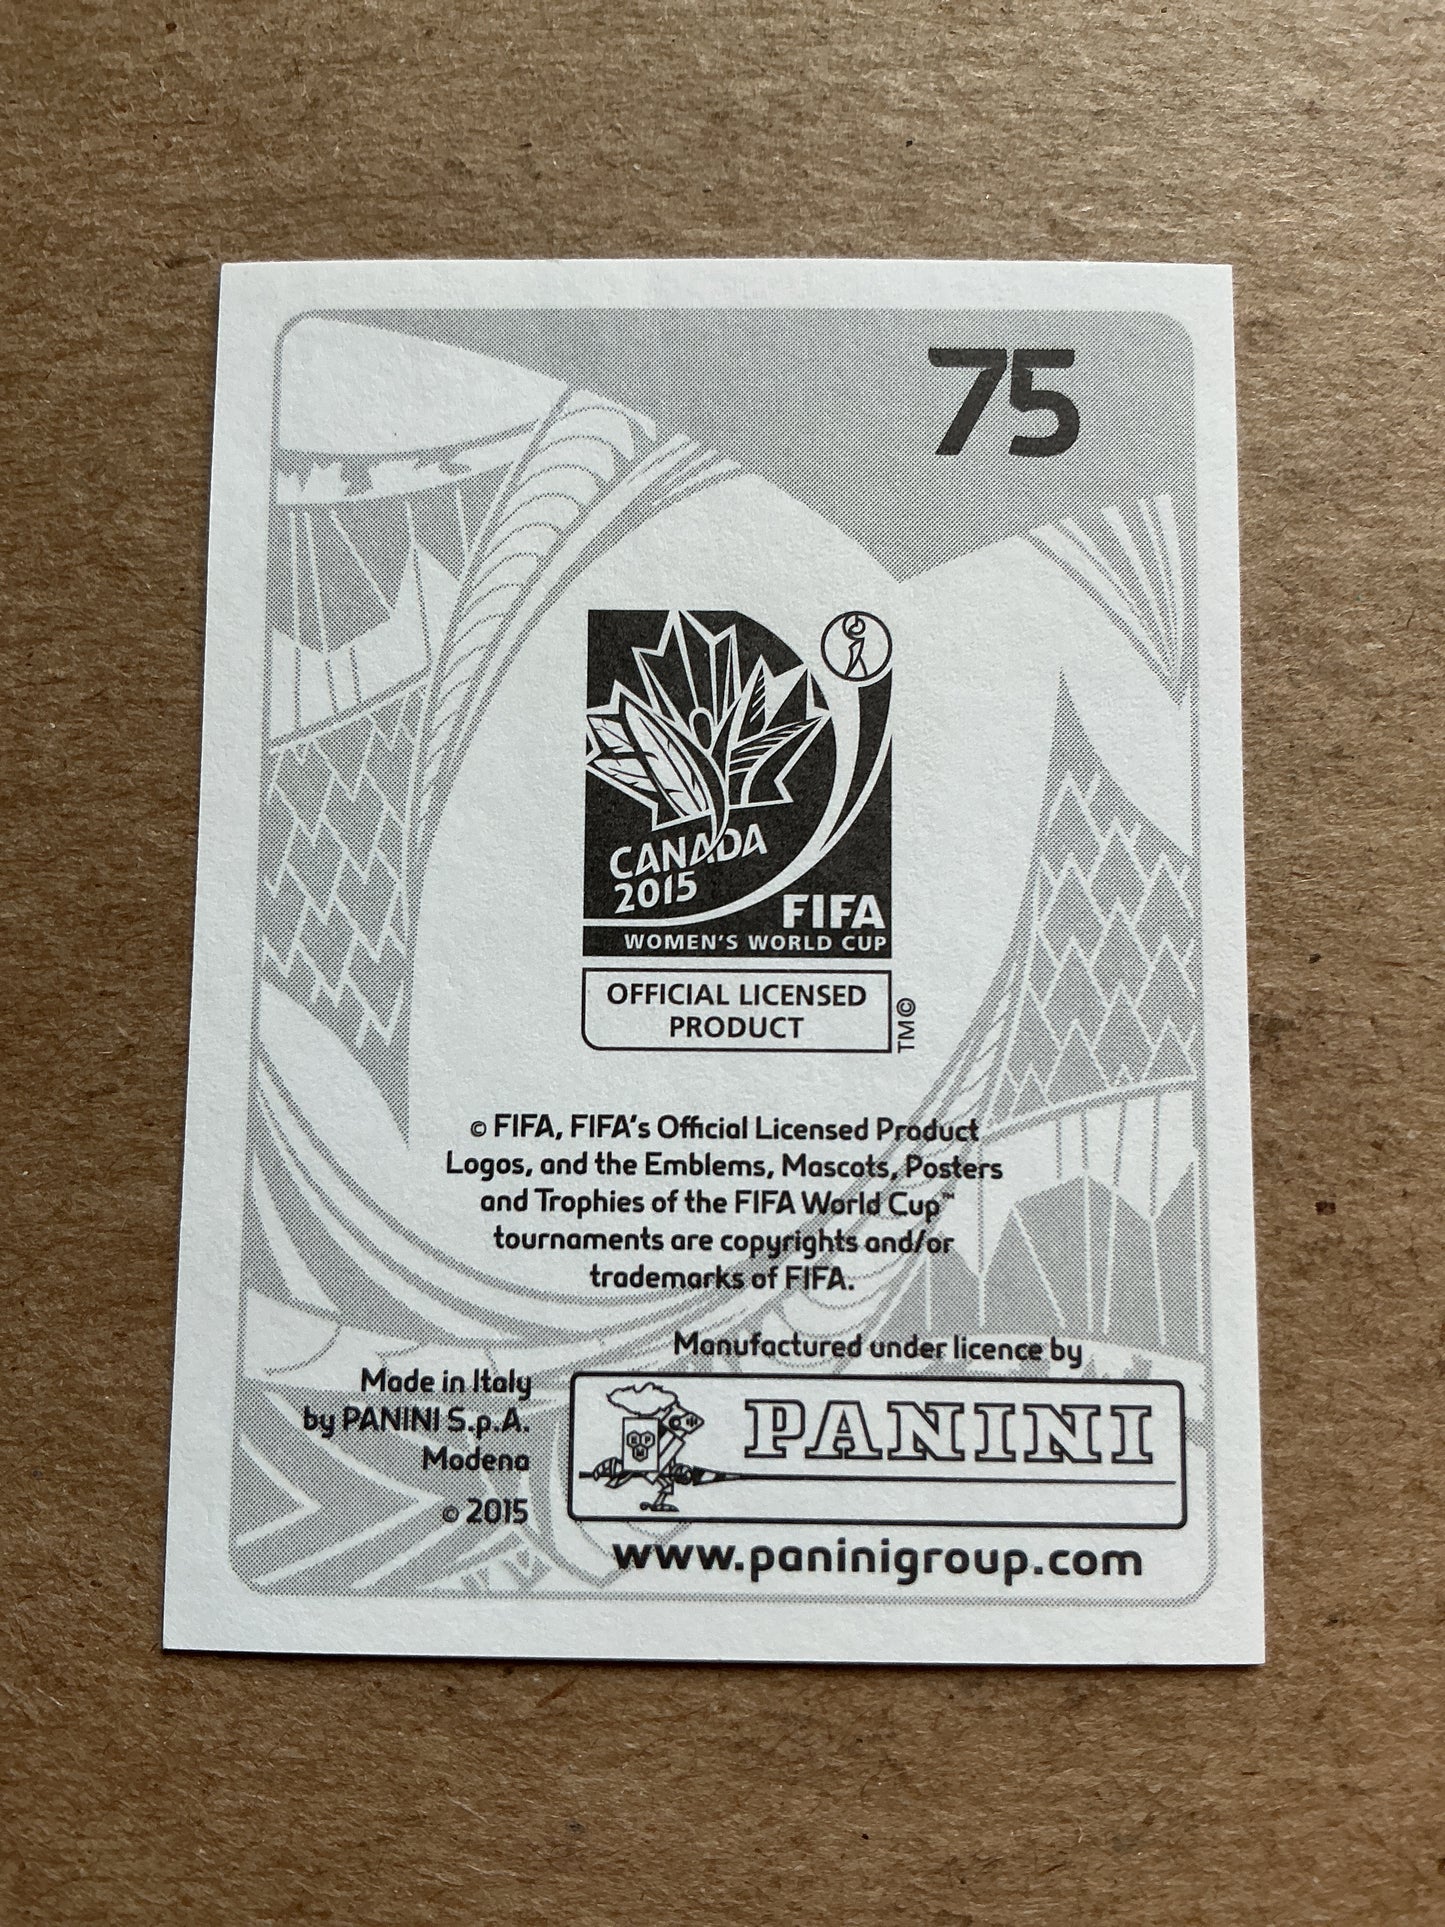 75
CANADA
2015
FIFA
WOMEN'S WORLD CUP
OFFICIAL LICENSED
PRODUCT
TM©
© FIFA, FIFA's Official Licensed Product
Logos, and the Emblems, Mascots, Posters
and Trophies of the FIFA World Cup™
tournaments are copyrights and/or
trademarks of FIFA.
Manufactured under licence by
Made in Italy
by PANINI S.p.A.
Modena
© 2015
PANINI
www.paninigroup.com